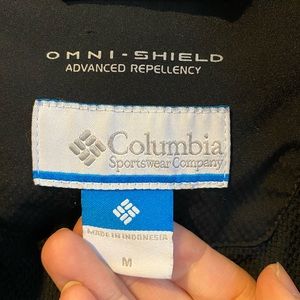 OMNI-SHIELD
ADVANCED REPELLENCY
Columbia
Sportswear Company
MADE IN INDONESIA
M